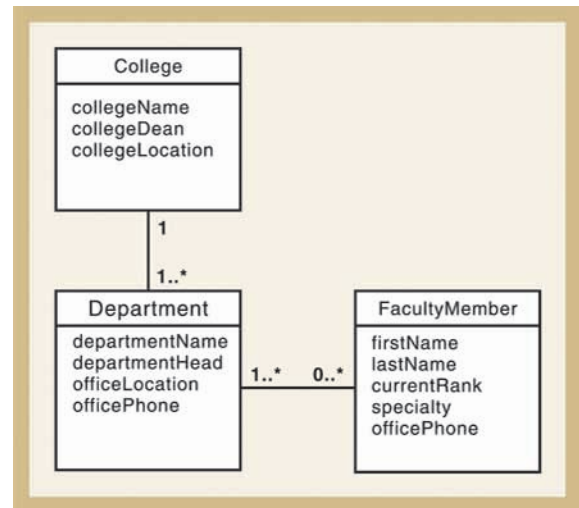 College
collegeName
collegeDean
collegeLocation
1
1..*
Department
departmentName
departmentHead
officeLocation
officePhone
1..* 0..*
FacultyMember
firstName
lastName
currentRank
specialty
officePhone